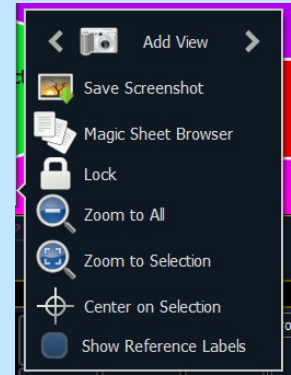 Add View
Save Screenshot
Magic Sheet Browser
Lock
Zoom to All
Zoom to Selection
Center on Selection
Show Reference Labels